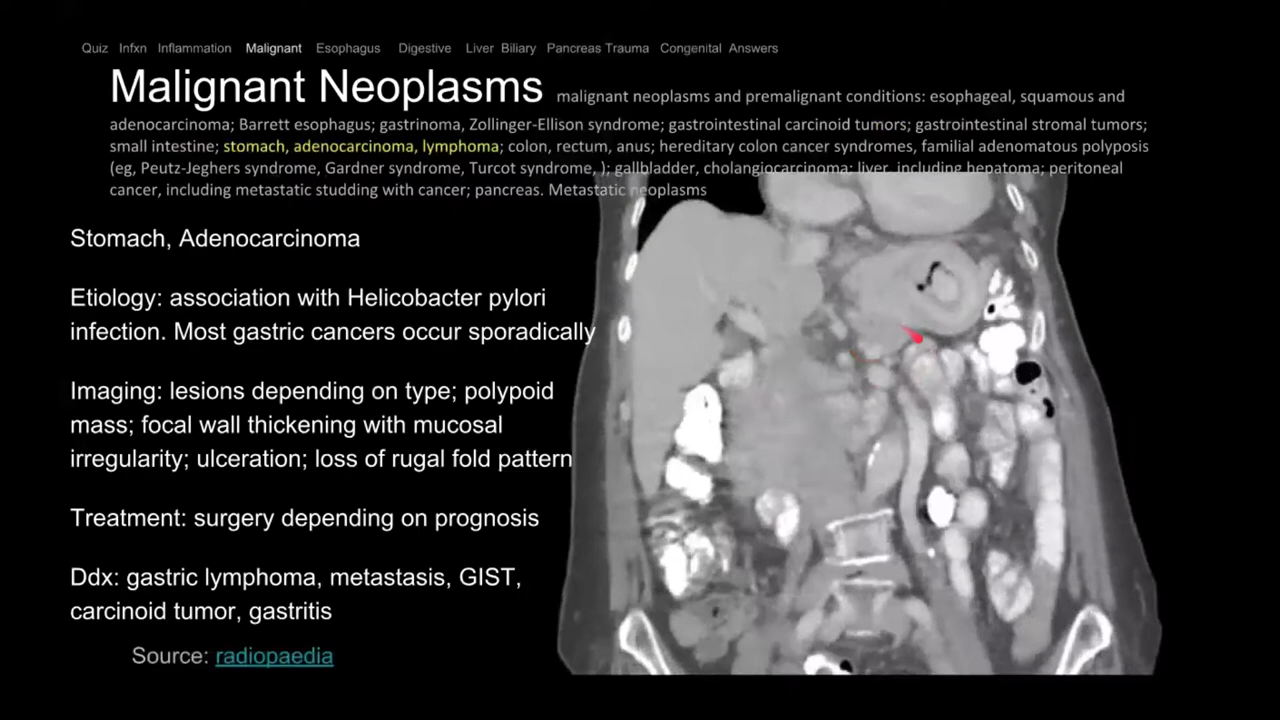 Quiz Infxn Inflammation Malignant Esophagus Digestive Liver Biliary Pancreas Trauma Congenital Answers
Malignant Neoplasms malignant neoplasms and premalignant conditions: esophageal, squamous and
adenocarcinoma; Barrett esophagus; gastrinoma, Zollinger-Ellison syndrome; gastrointestinal carcinoid tumors; gastrointestinal stromal tumors;
small intestine; stomach, adenocarcinoma, lymphoma; colon, rectum, anus; hereditary colon cancer syndromes, familial adenomatous polyposis
(eg, Peutz-Jeghers syndrome, Gardner syndrome, Turcot syndrome, ); gallbladder, cholangiocarcinoma; liver, including hepatoma; peritoneal
cancer, including metastatic studding with cancer; pancreas. Metastatic neoplasms
Stomach, Adenocarcinoma
Etiology: association with Helicobacter pylori
infection. Most gastric cancers occur sporadically
Imaging: lesions depending on type; polypoid
mass; focal wall thickening with mucosal
irregularity; ulceration; loss of rugal fold pattern
Treatment: surgery depending on prognosis
Ddx: gastric lymphoma, metastasis, GIST,
carcinoid tumor, gastritis
Source: radiopaedia